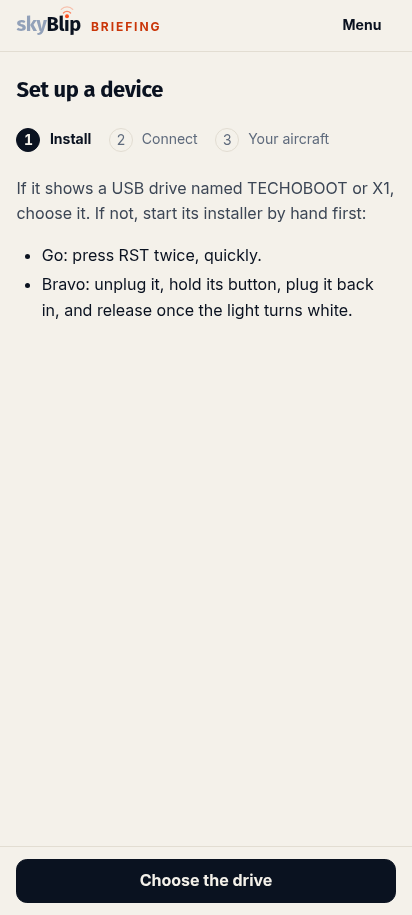 skyBlip BRIEFING Menu
Set up a device
1 Install 2 Connect 3 Your aircraft
If it shows a USB drive named TECHOBOOT or X1,
choose it. If not, start its installer by hand first:
• Go: press RST twice, quickly.
• Bravo: unplug it, hold its button, plug it back
in, and release once the light turns white.
Choose the drive